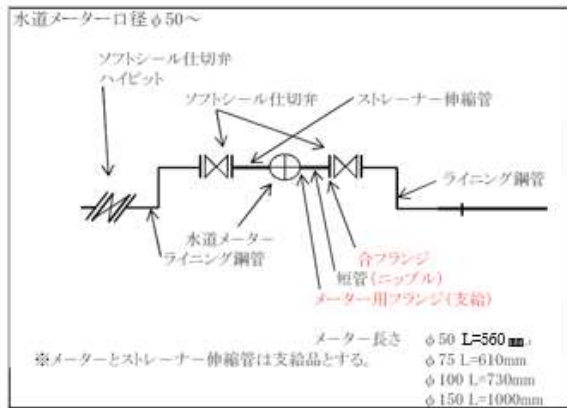 水道メーター口径φ50～
ソフトシール仕切弁
ハイピット
ソフトシール仕切弁
ストレーナー伸縮管
ライニング鋼管
水道メーター
ライニング鋼管
合フランジ
短管(ニップル)
メーター用フランジ(支給)
メーター長さ φ50 L=560mm
※メーターとストレーナー伸縮管は支給品とする。 φ75 L=610mm
φ100 L=730mm
φ150 L=1000mm